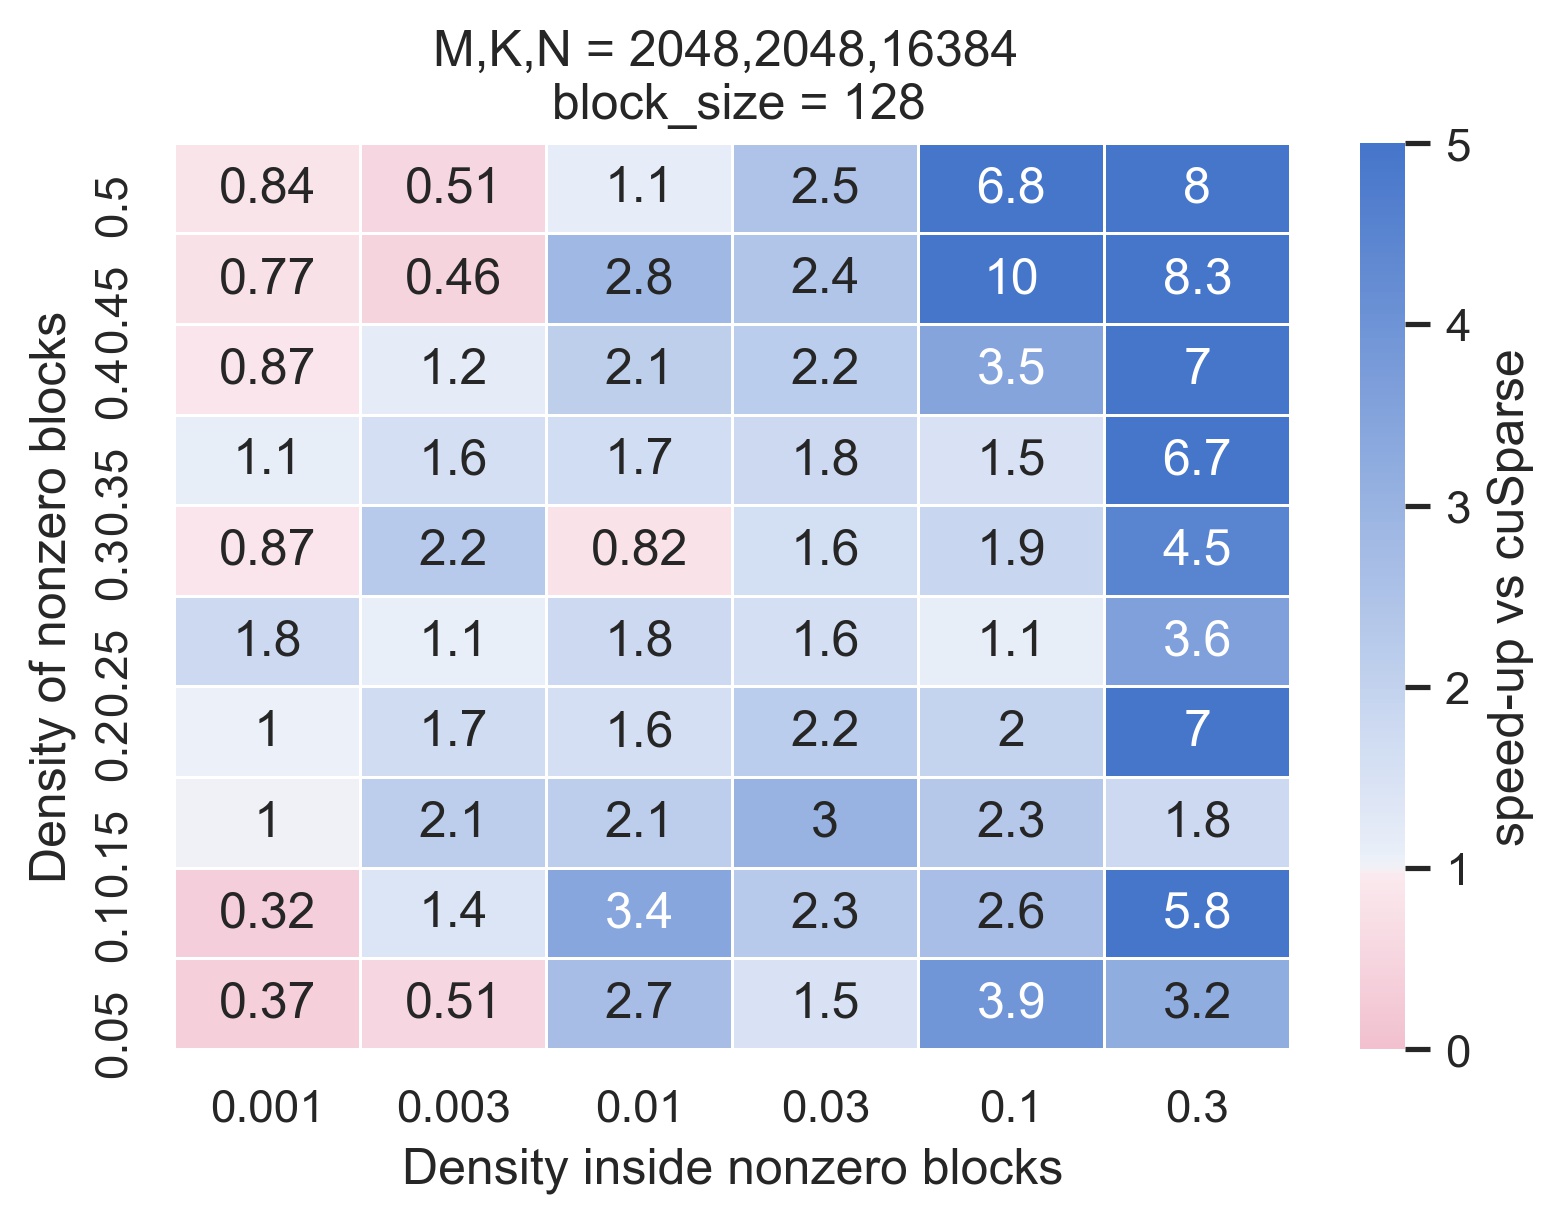 M,K,N = 2048,2048,16384
block_size = 128
Density of nonzero blocks
0.5 0.84 0.51 1.1 2.5 6.8 8
0.45 0.77 0.46 2.8 2.4 10 8.3
0.4 0.87 1.2 2.1 2.2 3.5 7
0.35 1.1 1.6 1.7 1.8 1.5 6.7
0.3 0.87 2.2 0.82 1.6 1.9 4.5
0.25 1.8 1.1 1.8 1.6 1.1 3.6
0.2 1 1.7 1.6 2.2 2 7
0.15 1 2.1 2.1 3 2.3 1.8
0.1 0.32 1.4 3.4 2.3 2.6 5.8
0.05 0.37 0.51 2.7 1.5 3.9 3.2
0.001 0.003 0.01 0.03 0.1 0.3
Density inside nonzero blocks
5
4
3
2
1
0
speed-up vs cuSparse